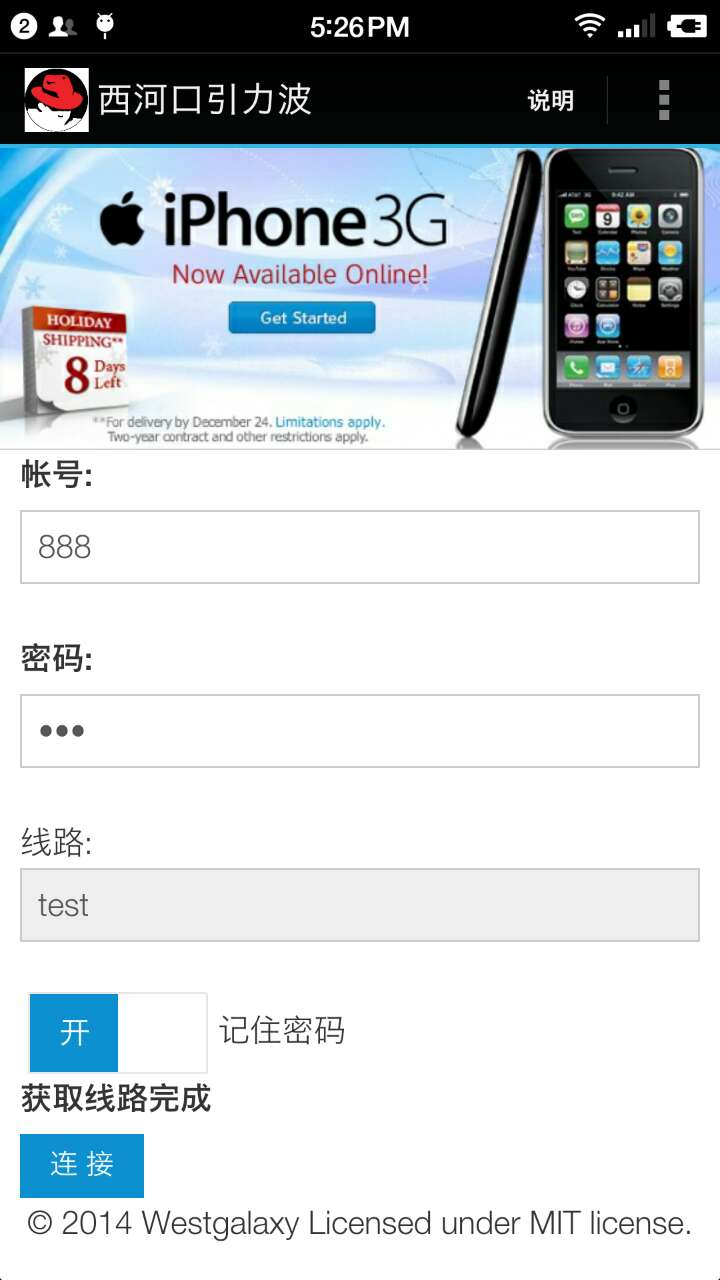 2
5:26PM
西河口引力波
说明
iPhone 3G
Now Available Online!
Get Started
HOLIDAY
SHIPPING**
8 Days
Left
**For delivery by December 24. Limitations apply.
Two-year contract and other restrictions apply.
帐号:
888
密码:
•••
线路:
test
开
记住密码
获取线路完成
连 接
© 2014 Westgalaxy Licensed under MIT license.